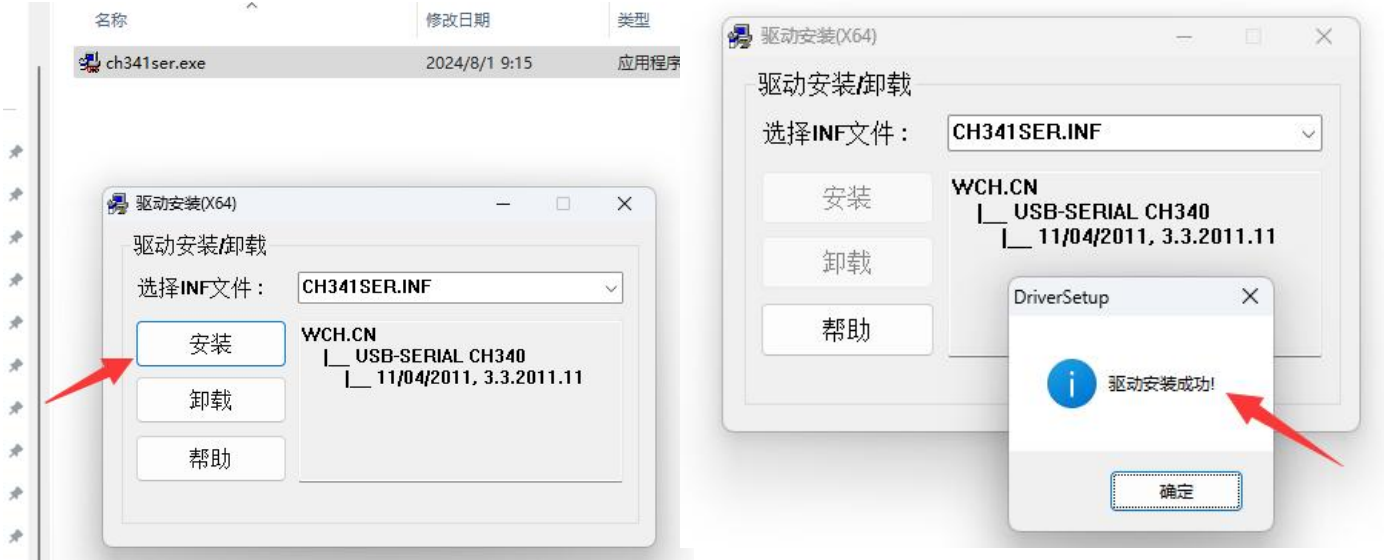 名称 修改日期 类型
ch341ser.exe 2024/8/1 9:15 应用程序
驱动安装(X64)
驱动安装/卸载
选择INF文件： CH341SER.INF
安装
卸载
帮助
WCH.CN
|__ USB-SERIAL CH340
|__ 11/04/2011, 3.3.2011.11
驱动安装(X64)
驱动安装/卸载
选择INF文件： CH341SER.INF
安装
卸载
帮助
WCH.CN
|__ USB-SERIAL CH340
|__ 11/04/2011, 3.3.2011.11
DriverSetup
驱动安装成功!
确定